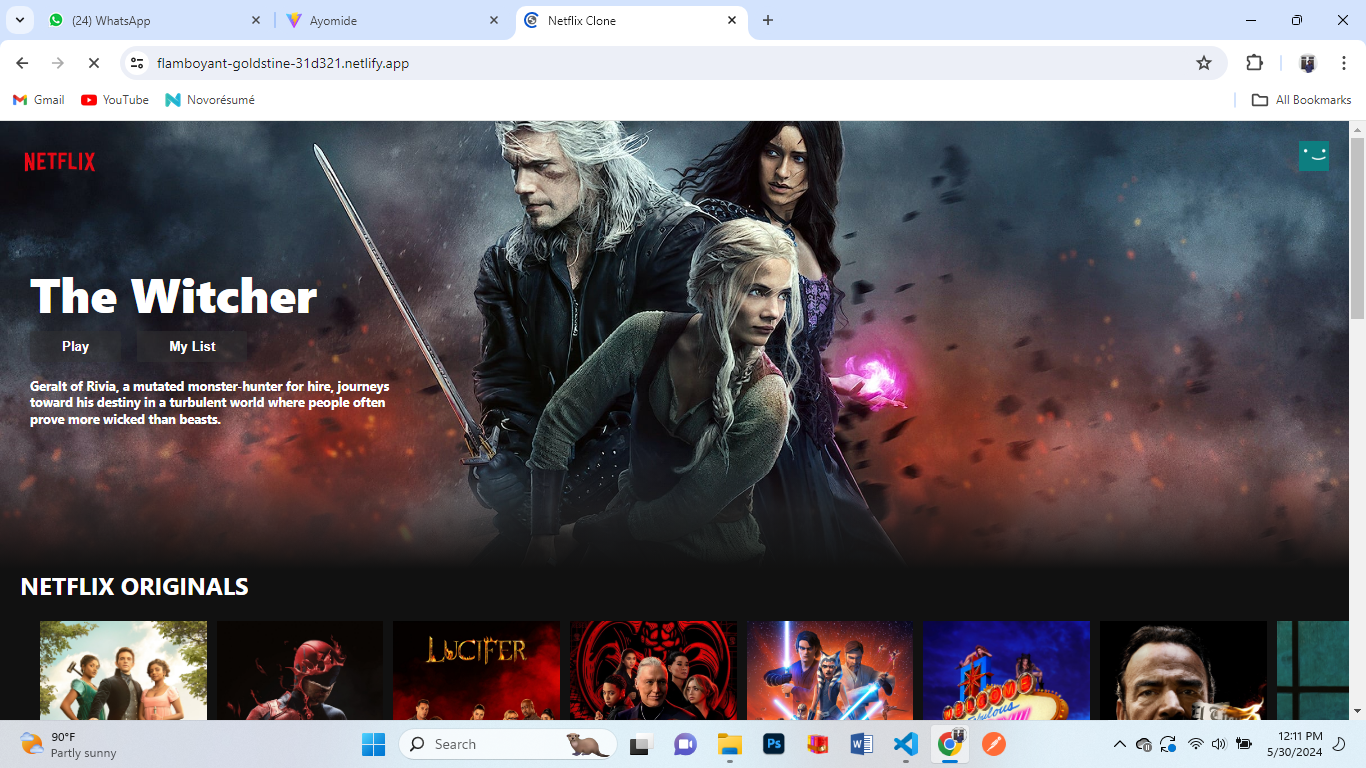 (24) WhatsApp
Ayomide
Netflix Clone
flamboyant-goldstine-31d321.netlify.app
Gmail
YouTube
Novorésumé
All Bookmarks
NETFLIX
The Witcher
Play
My List
Geralt of Rivia, a mutated monster-hunter for hire, journeys
toward his destiny in a turbulent world where people often
prove more wicked than beasts.
NETFLIX ORIGINALS
LUCIFER
fabulous
90°F
Partly sunny
Search
Ps
W
12:11 PM
5/30/2024